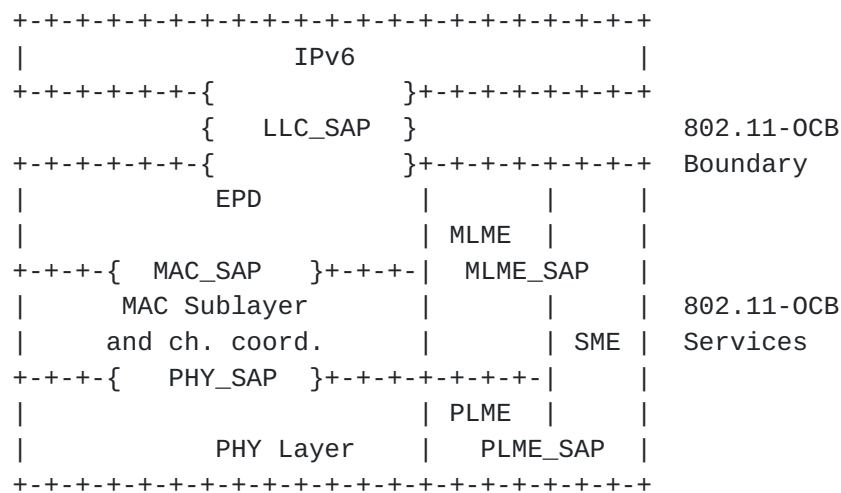 +-+-+-+-+-+-+-+-+-+-+-+-+-+-+-+-+-+-+-+-+
|                 IPv6                  |
+-+-+-+-+-+-{            }+-+-+-+-+-+-+-+
            {   LLC_SAP  }                 802.11-OCB
+-+-+-+-+-+-{            }+-+-+-+-+-+-+-+  Boundary
|            EPD          |       |     |
|                         | MLME  |     |
+-+-+-{  MAC_SAP   }+-+-+-|  MLME_SAP   |
|      MAC Sublayer       |       |     |  802.11-OCB
|     and ch. coord.      |       | SME |  Services
+-+-+-{   PHY_SAP  }+-+-+-+-+-+-+-|     |
|                         | PLME  |     |
|            PHY Layer    |   PLME_SAP  |
+-+-+-+-+-+-+-+-+-+-+-+-+-+-+-+-+-+-+-+-+